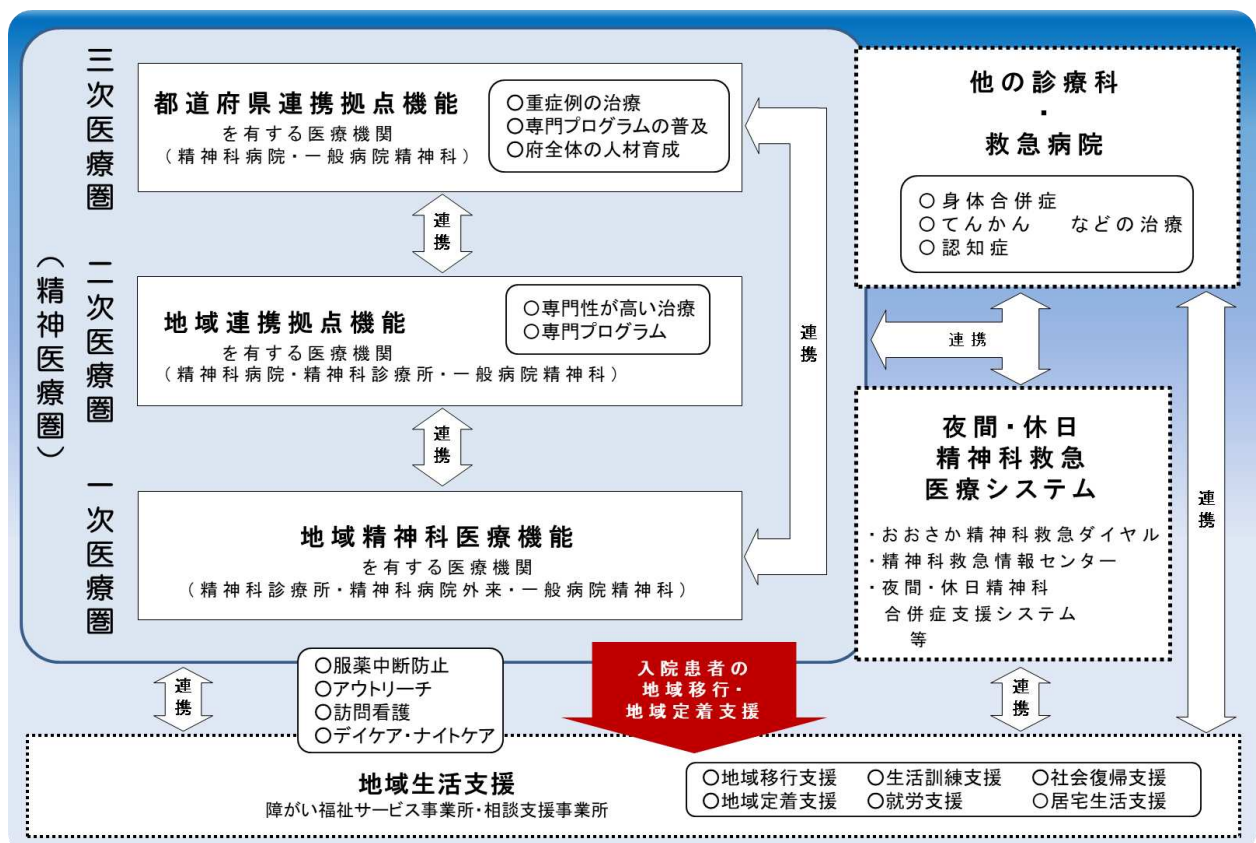 三次医療圏
都道府県連携拠点機能
を有する医療機関
（精神科病院・一般病院精神科）
○重症例の治療
○専門プログラムの普及
○府全体の人材育成
連携
二次医療圏
（精神医療圏）
地域連携拠点機能
を有する医療機関
（精神科病院・精神科診療所・一般病院精神科）
○専門性が高い治療
○専門プログラム
連携
一次医療圏
地域精神科医療機能
を有する医療機関
（精神科診療所・精神科病院外来・一般病院精神科）
連携
他の診療科
・
救急病院
○身体合併症
○てんかん　などの治療
○認知症
連携
夜間・休日
精神科救急
医療システム
・おおさか精神科救急ダイヤル
・精神科救急情報センター
・夜間・休日精神科
合併症支援システム
等
連携
連携
○服薬中断防止
○アウトリーチ
○訪問看護
○デイケア・ナイトケア
入院患者の
地域移行・
地域定着支援
連携
地域生活支援
障がい福祉サービス事業所・相談支援事業所
○地域移行支援　○生活訓練支援　○社会復帰支援
○地域定着支援　○就労支援　○居宅生活支援